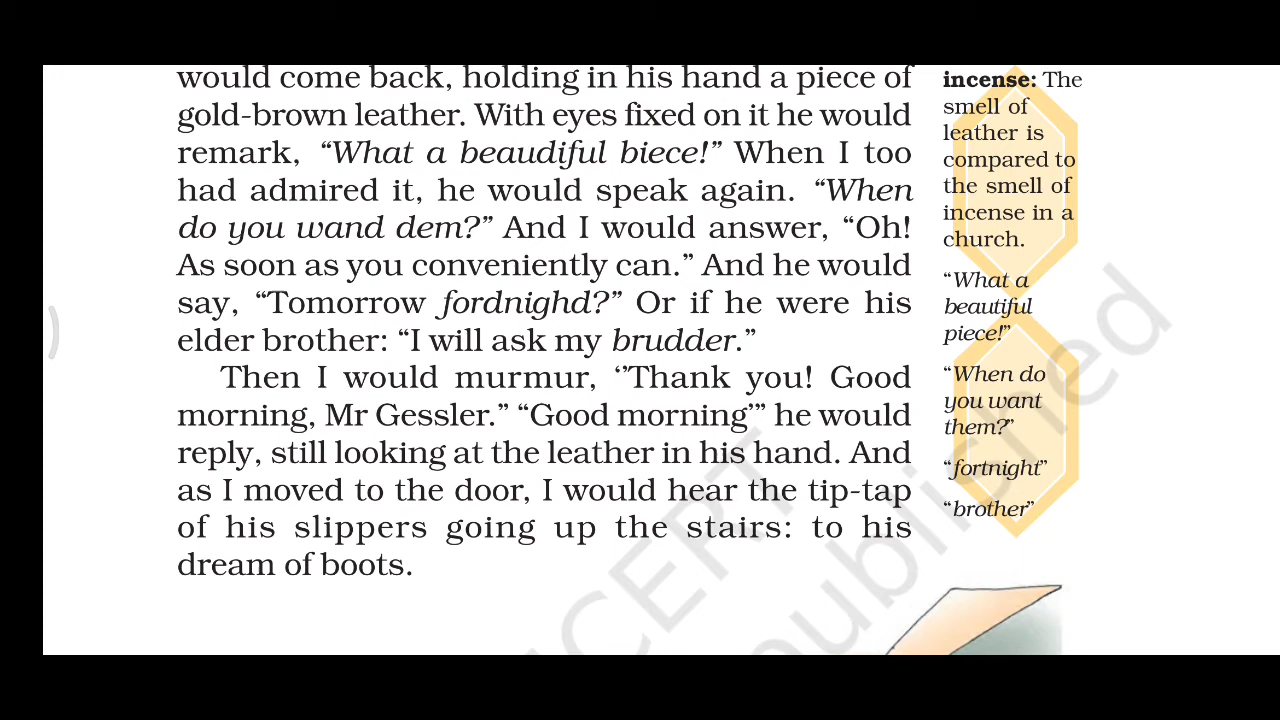 would come back, holding in his hand a piece of
gold-brown leather. With eyes fixed on it he would
remark, “What a beaudiful biece!” When I too
had admired it, he would speak again. “When
do you wand dem?” And I would answer, “Oh!
As soon as you conveniently can.” And he would
say, “Tomorrow fordnighd?” Or if he were his
elder brother: “I will ask my brudder.”
Then I would murmur, ‘’Thank you! Good
morning, Mr Gessler.” “Good morning’” he would
reply, still looking at the leather in his hand. And
as I moved to the door, I would hear the tip-tap
of his slippers going up the stairs: to his
dream of boots.
incense: The
smell of
leather is
compared to
the smell of
incense in a
church.
“What a
beautiful
piece!”
“When do
you want
them?”
“fortnight”
“brother”
CERT
published